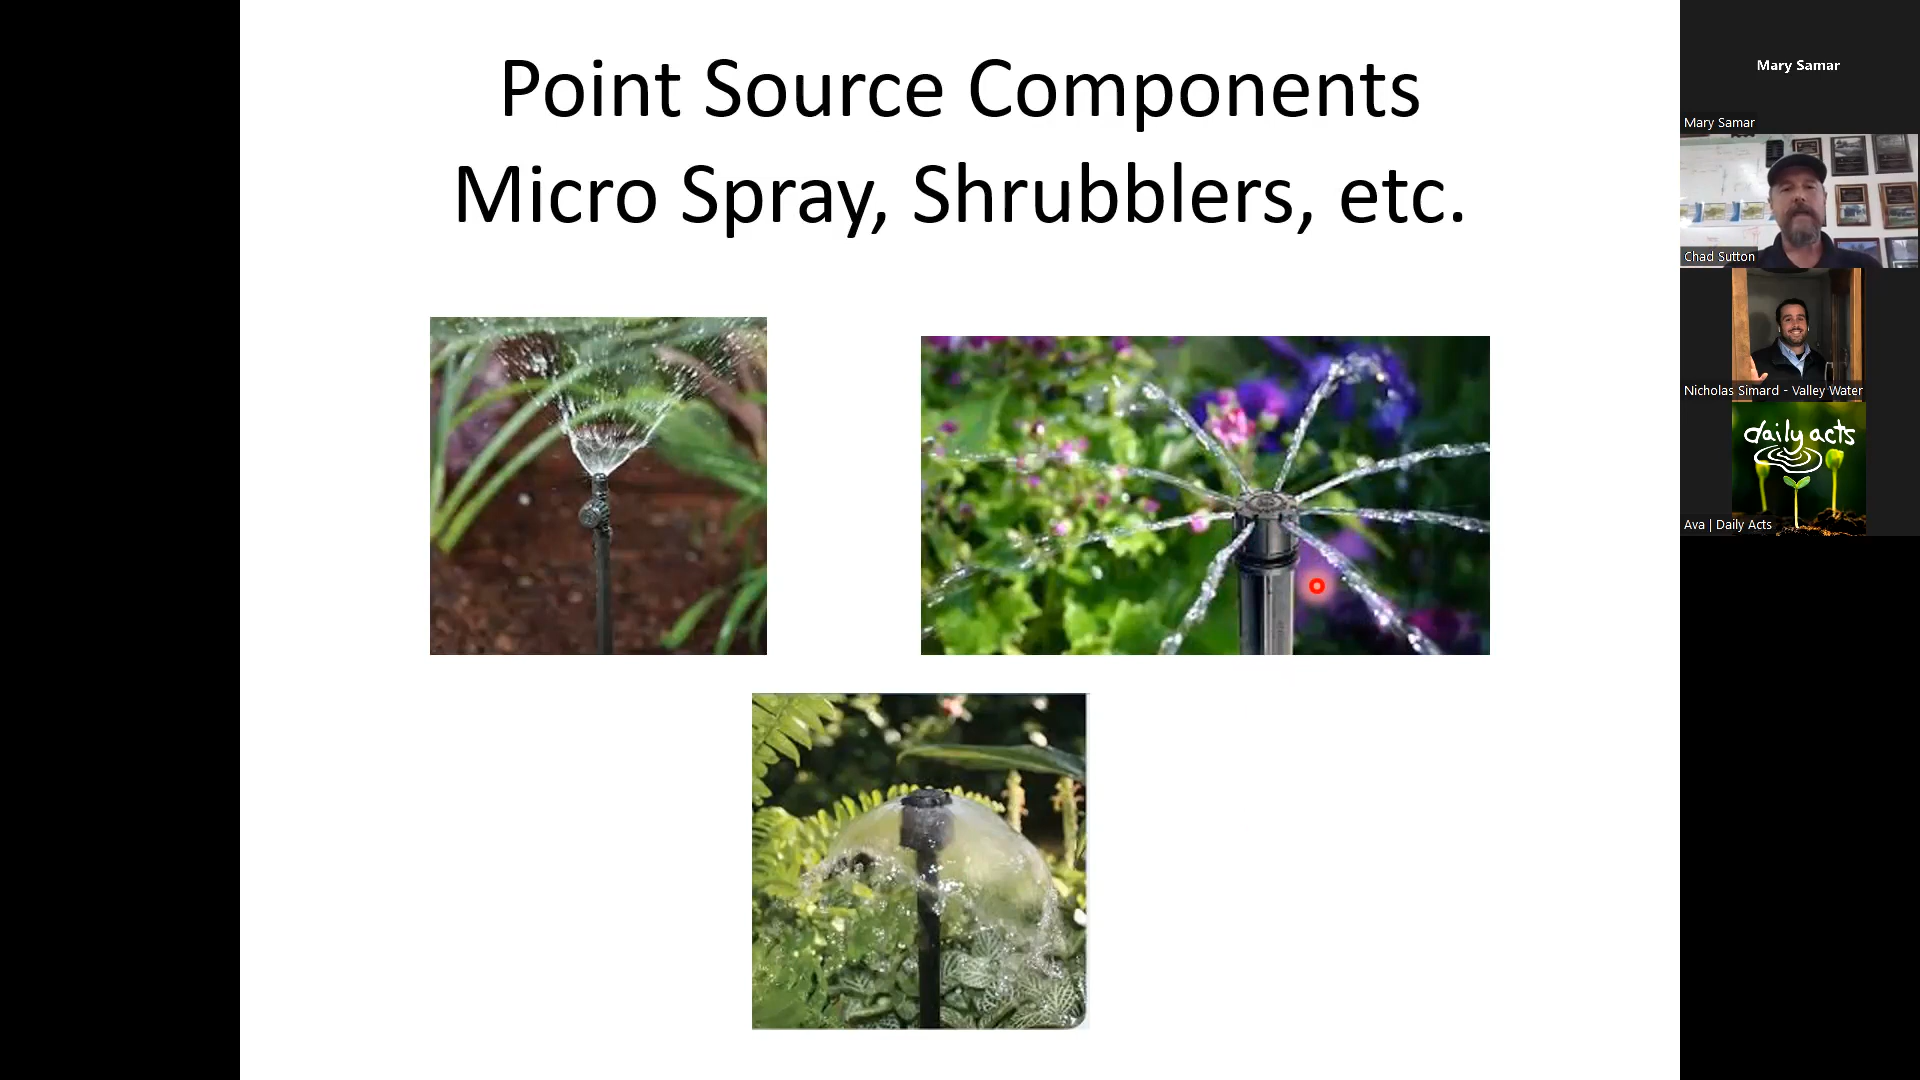 Point Source Components
Micro Spray, Shrubblers, etc.
Mary Samar
Mary Samar
Chad Sutton
Nicholas Simard - Valley Water
daily acts
Ava | Daily Acts